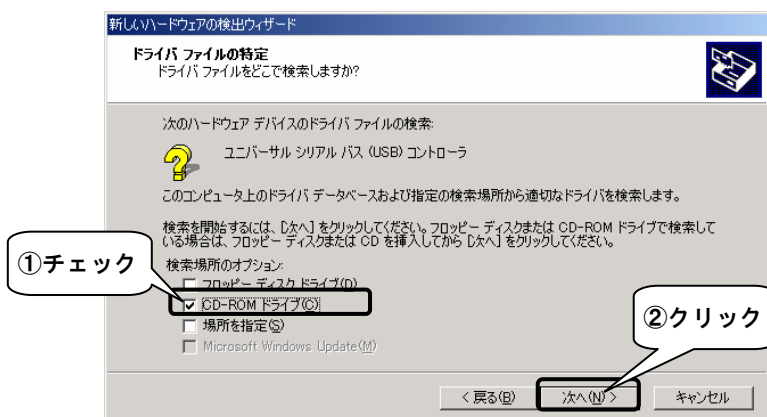 新しいハードウェアの検出ウィザード
ドライバ ファイルの特定
ドライバ ファイルをどこで検索しますか?
次のハードウェア デバイスのドライバ ファイルの検索:
ユニバーサル シリアル バス (USB) コントローラ
このコンピュータ上のドライバ データベースおよび指定の検索場所から適切なドライバを検索します。
検索を開始するには、[次へ] をクリックしてください。フロッピー ディスクまたは CD-ROM ドライブで検索して
いる場合は、フロッピー ディスクまたは CD を挿入してから [次へ] をクリックしてください。
①チェック
検索場所のオプション:
フロッピー ディスク ドライブ(D)
CD-ROM ドライブ(C)
場所を指定(S)
②クリック
Microsoft Windows Update(M)
< 戻る(B)
次へ(N) >
キャンセル